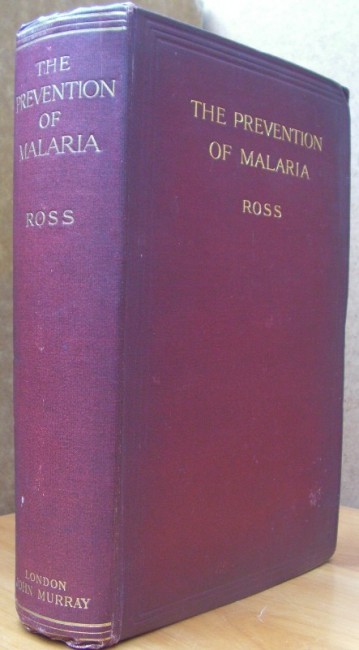 THE
PREVENTION
OF
MALARIA
ROSS
LONDON
JOHN MURRAY
THE PREVENTION
OF MALARIA
ROSS